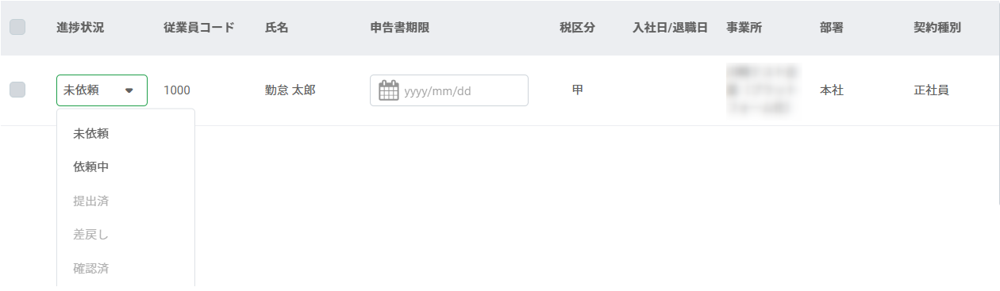 進捗状況 従業員コード 氏名 申告書期限 税区分 入社日/退職日 事業所 部署 契約種別
未依頼 1000 勤怠 太郎 yyyy/mm/dd 甲 本社 正社員
未依頼
依頼中
提出済
差戻し
確認済